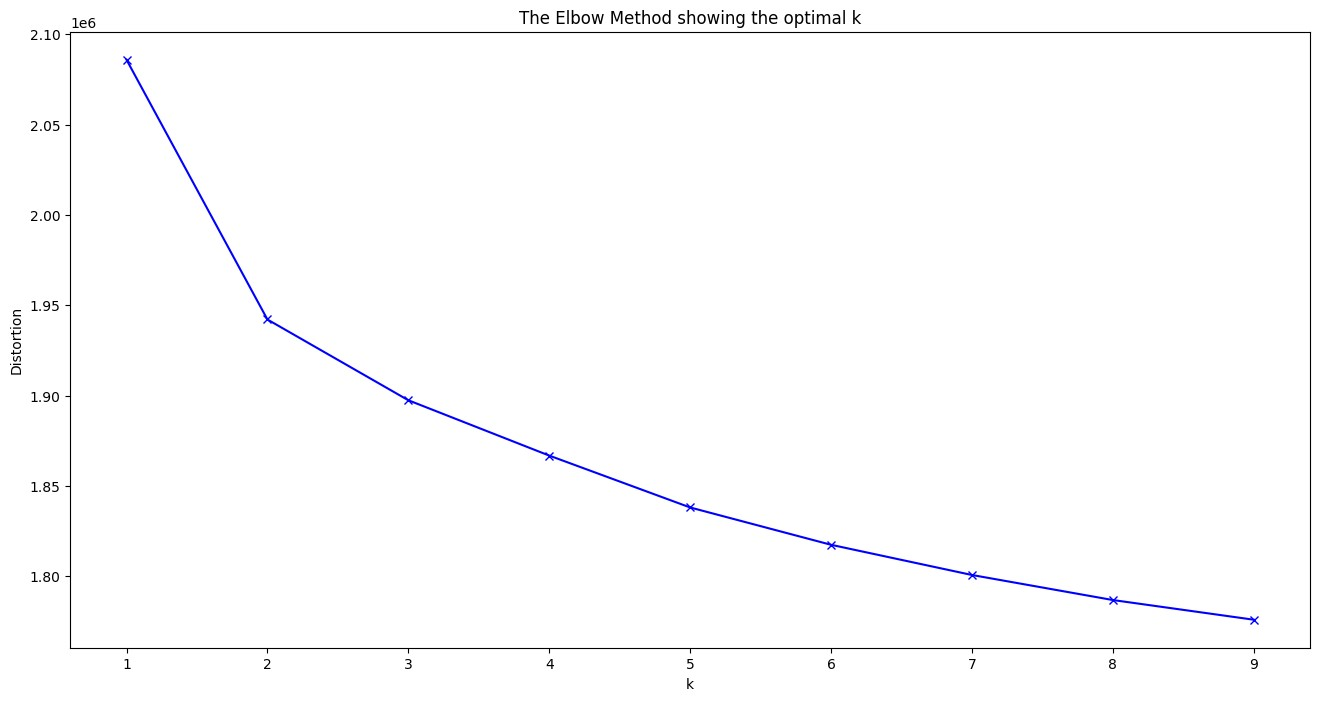 The Elbow Method showing the optimal k
1e6
2.10
2.05
2.00
1.95
1.90
1.85
1.80
Distortion
1 2 3 4 5 6 7 8 9
k